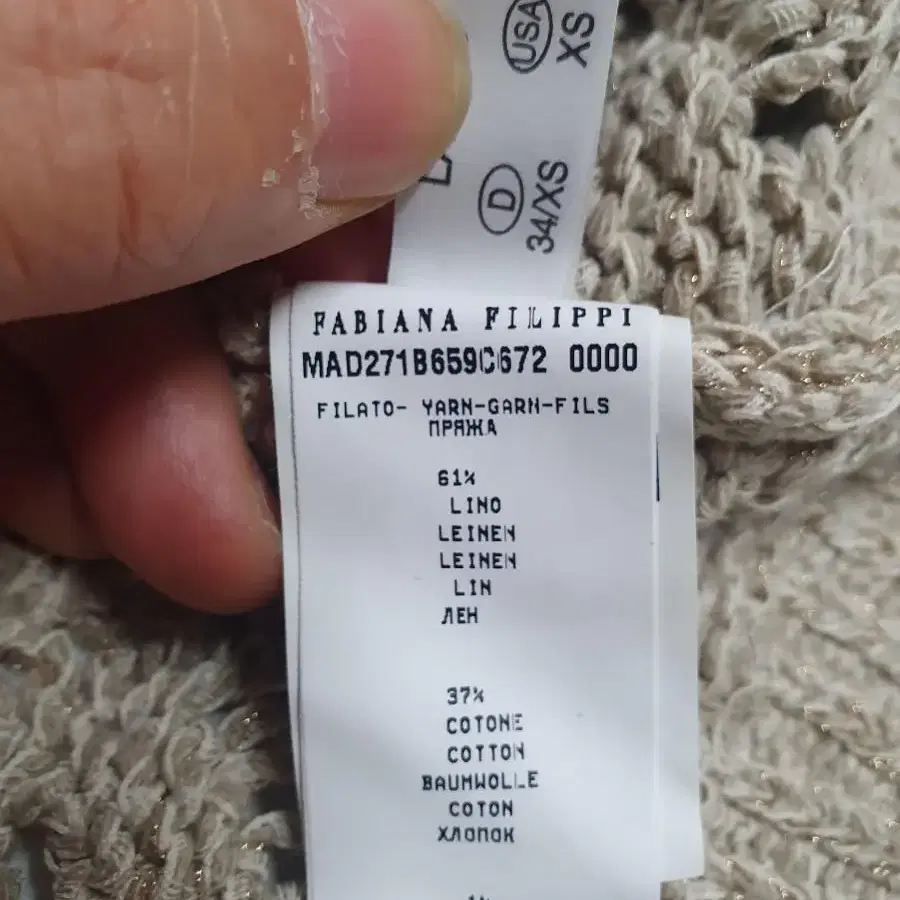 USA
XS
D
34/XS
FABIANA FILIPPI
MAD271B659C672 0000
FILATO- YARN-GARN-FILS
ПРЯЖА
61%
LINO
LEINEN
LEINEN
LIN
ЛЕН
37%
COTONE
COTTON
BAUMWOLLE
COTON
ХЛОПОК